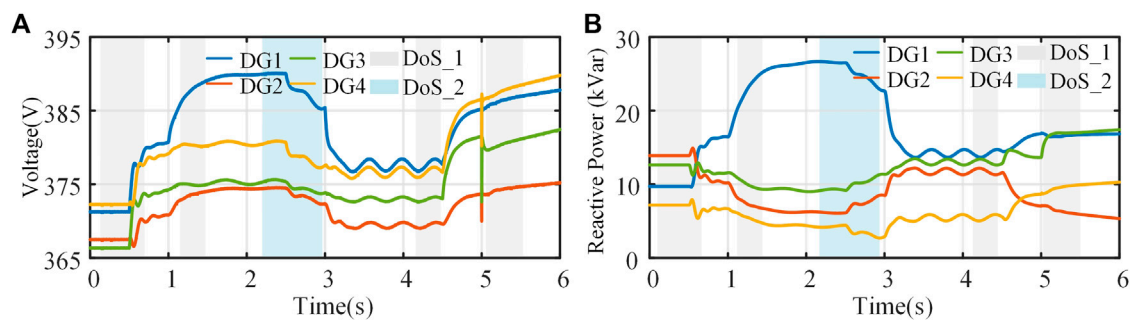 A
395
385
375
365
Voltage(V)
DG1
DG3
DoS_1
DG2
DG4
DoS_2
0
1
2
3
4
5
6
Time(s)
B
30
20
10
0
Reactive Power (kVar)
DG1
DG3
DoS_1
DG2
DG4
DoS_2
0
1
2
3
4
5
6
Time(s)